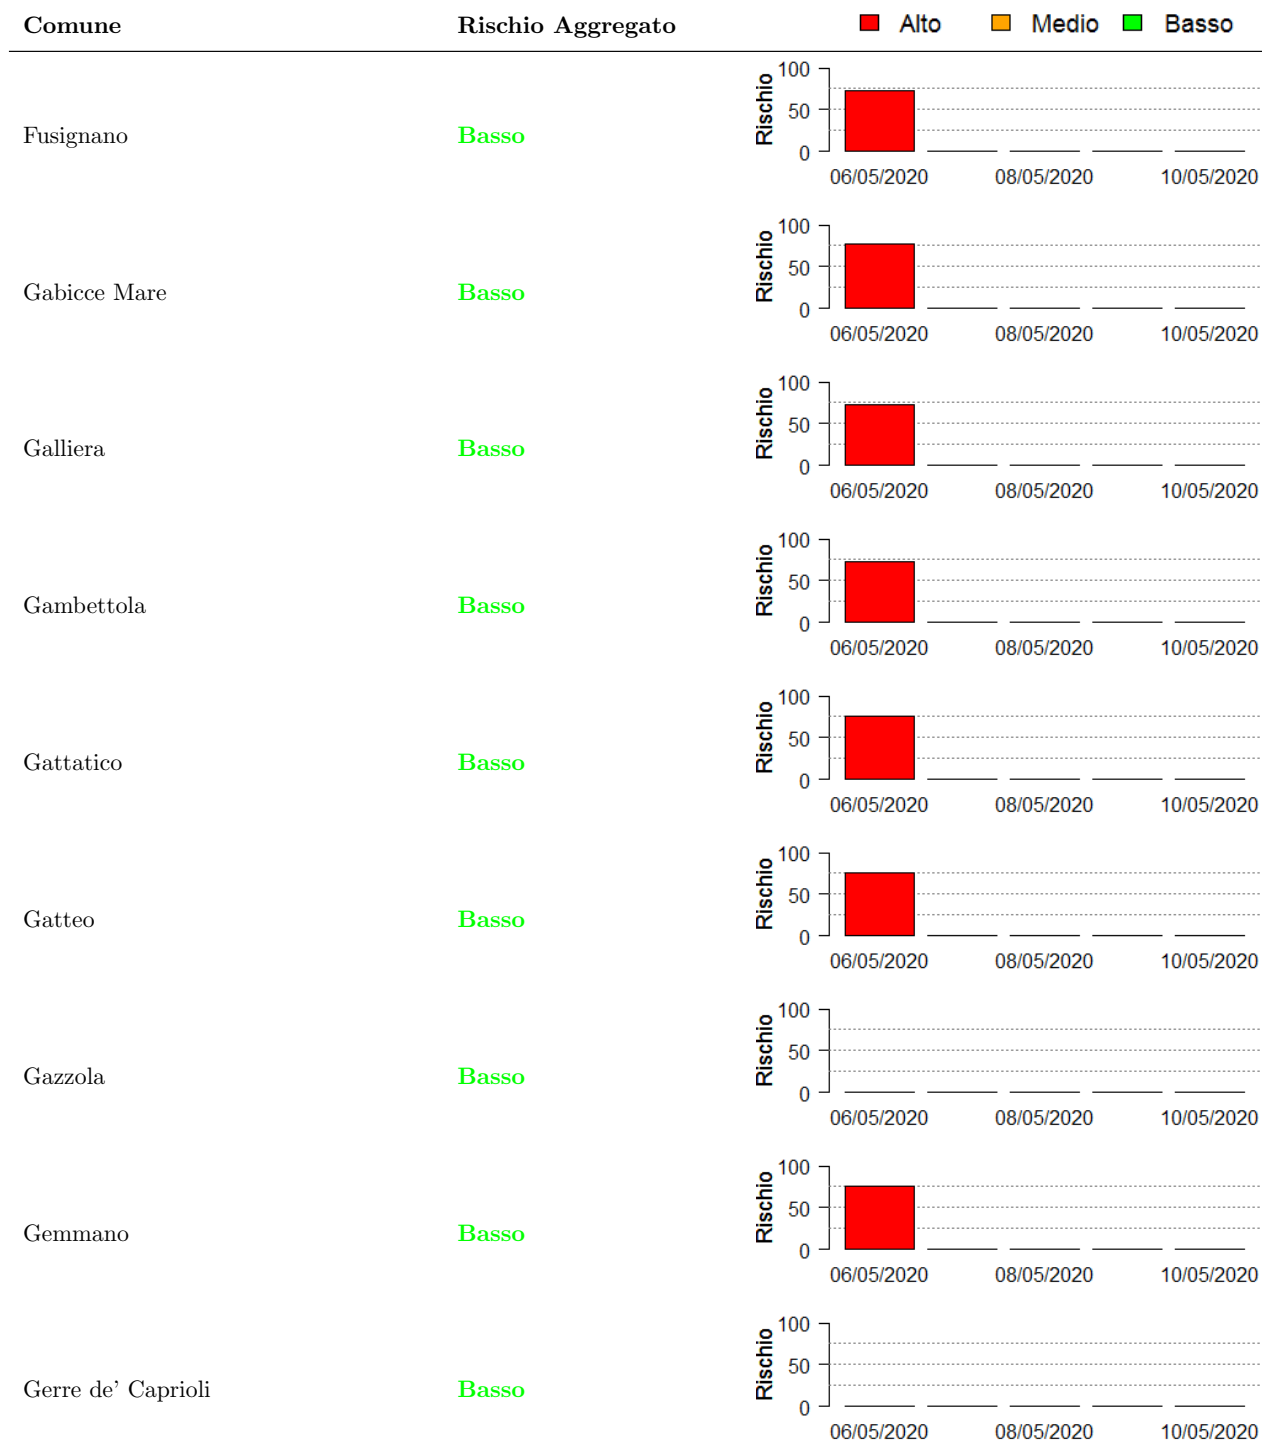 Comune Rischio Aggregato Alto Medio Basso
Fusignano Basso Rischio 100 50 0
06/05/2020 08/05/2020 10/05/2020
Gabicce Mare Basso Rischio 100 50 0
06/05/2020 08/05/2020 10/05/2020
Galliera Basso Rischio 100 50 0
06/05/2020 08/05/2020 10/05/2020
Gambettola Basso Rischio 100 50 0
06/05/2020 08/05/2020 10/05/2020
Gattatico Basso Rischio 100 50 0
06/05/2020 08/05/2020 10/05/2020
Gatteo Basso Rischio 100 50 0
06/05/2020 08/05/2020 10/05/2020
Gazzola Basso Rischio 100 50 0
06/05/2020 08/05/2020 10/05/2020
Gemmano Basso Rischio 100 50 0
06/05/2020 08/05/2020 10/05/2020
Gerre de' Caprioli Basso Rischio 100 50 0
06/05/2020 08/05/2020 10/05/2020